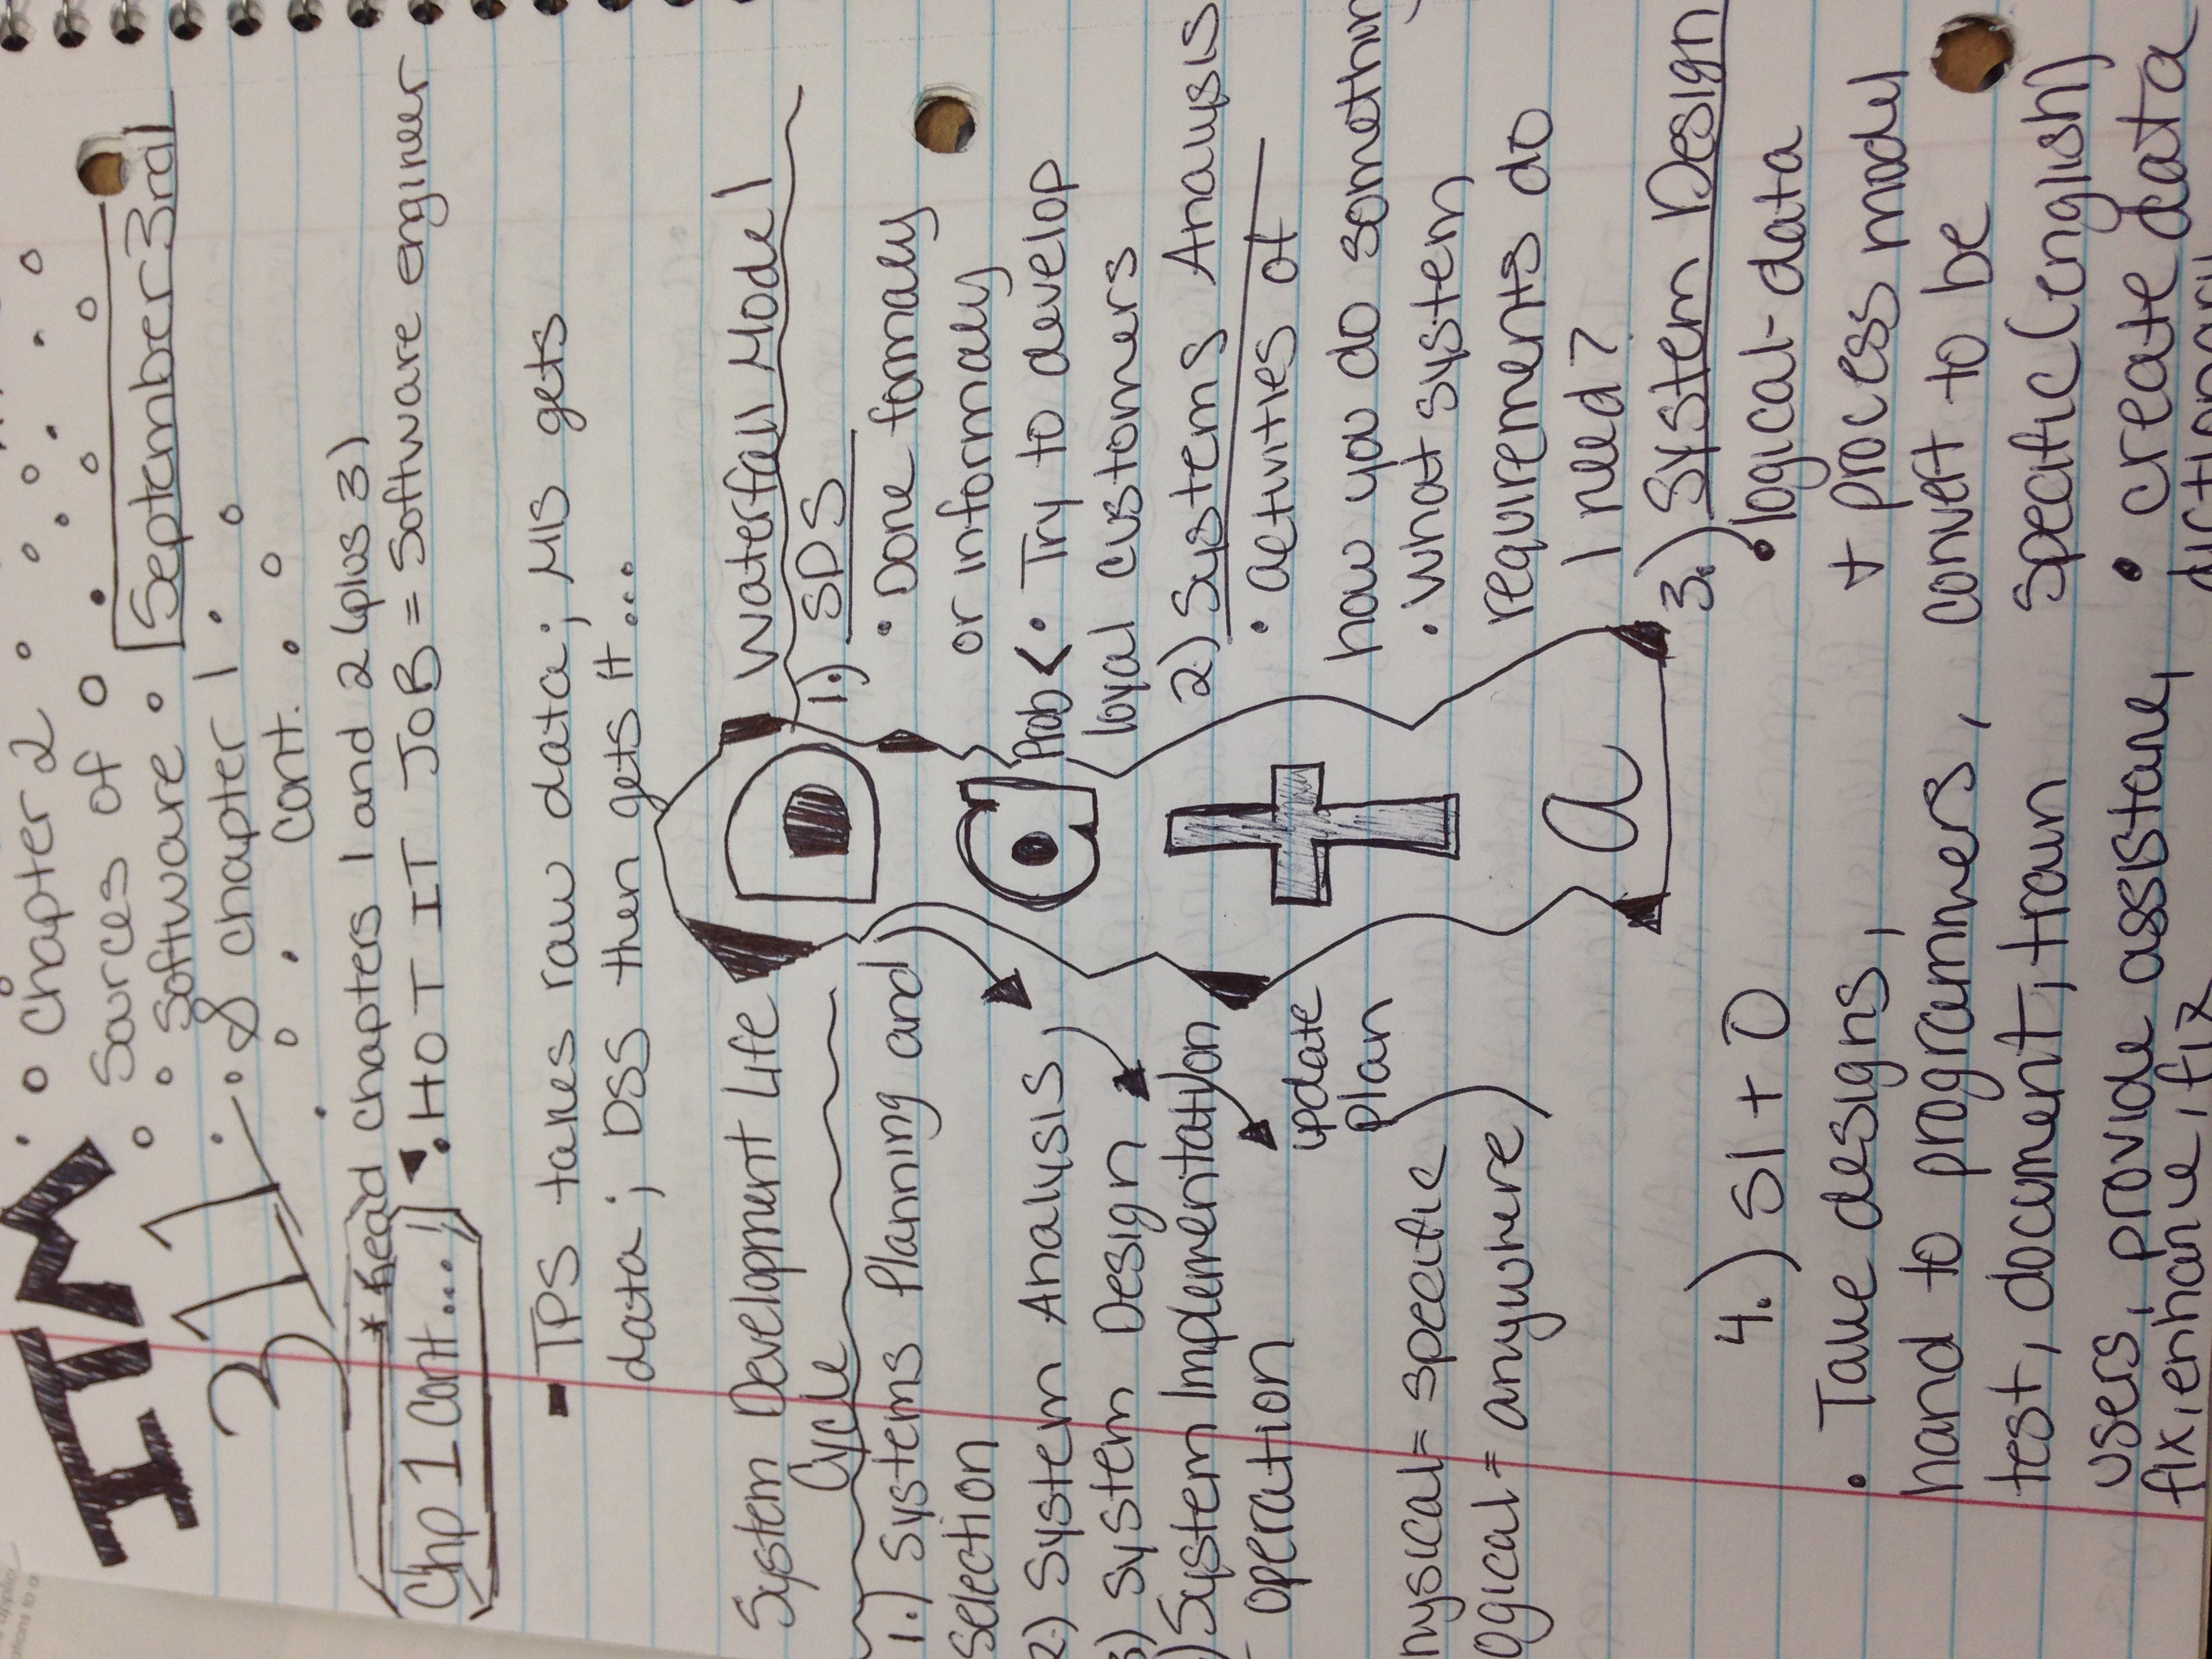 ITM
311
Chapter 2
Sources of
Software
& chapter 1
cont.
September 3rd
* Read chapters 1 and 2 (plus 3)
Chp 1 Cont...!
HOT IT JOB = Software engineer
- TPS takes raw data; MIS gets
data; DSS then gets it...
System Development Life
Cycle
1.) Systems Planning and
Selection
2.) System Analysis
3) System Design
) System Implementation
- operation
update
plan
hysical = specific
ogical = anywhere
Data
Waterfall Model
1.) SDS
• Done formaly
or informaly
Prob < • Try to develop
loyal customers
2) Systems Analysis
• activities of
how you do somethin
• What system
requirements do
I need?
3.) System Design
• logical-data
+ process model
convert to be
specific (english)
• create data
dictionary
4.) SI + O
• Take designs,
hand to programmers,
test, document, train
users, provide assistane,
fix, enhance, fix